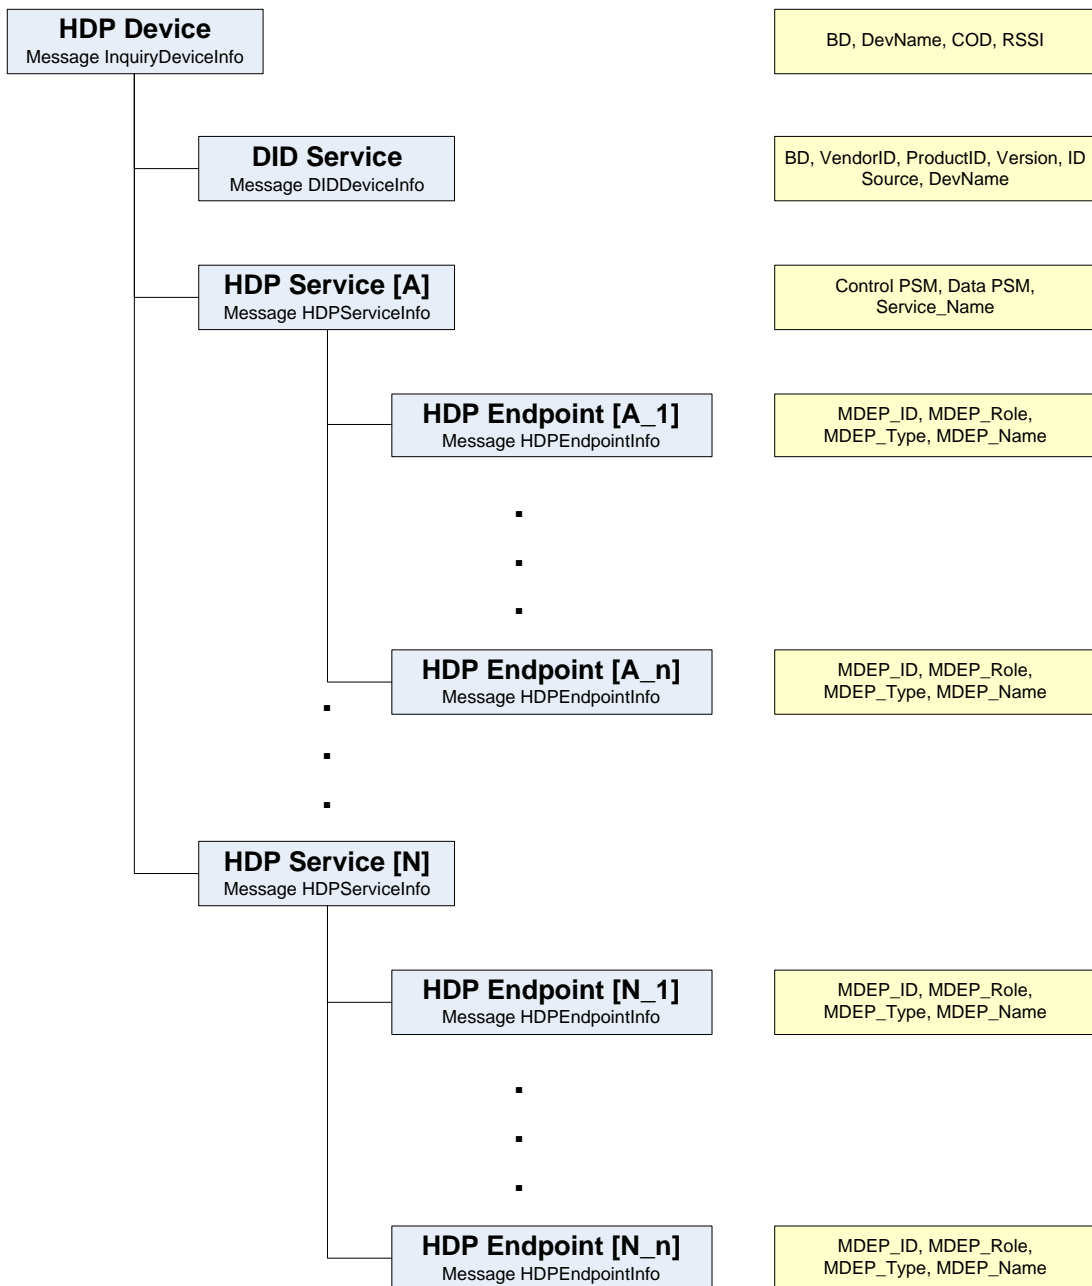 HDP Device
Message InquiryDeviceInfo
BD, DevName, COD, RSSI
DID Service
Message DIDDeviceInfo
BD, VendorID, ProductID, Version, ID
Source, DevName
HDP Service [A]
Message HDPServiceInfo
Control PSM, Data PSM,
Service_Name
HDP Endpoint [A_1]
Message HDPEndpointInfo
MDEP_ID, MDEP_Role,
MDEP_Type, MDEP_Name
HDP Endpoint [A_n]
Message HDPEndpointInfo
MDEP_ID, MDEP_Role,
MDEP_Type, MDEP_Name
HDP Service [N]
Message HDPServiceInfo
HDP Endpoint [N_1]
Message HDPEndpointInfo
MDEP_ID, MDEP_Role,
MDEP_Type, MDEP_Name
HDP Endpoint [N_n]
Message HDPEndpointInfo
MDEP_ID, MDEP_Role,
MDEP_Type, MDEP_Name